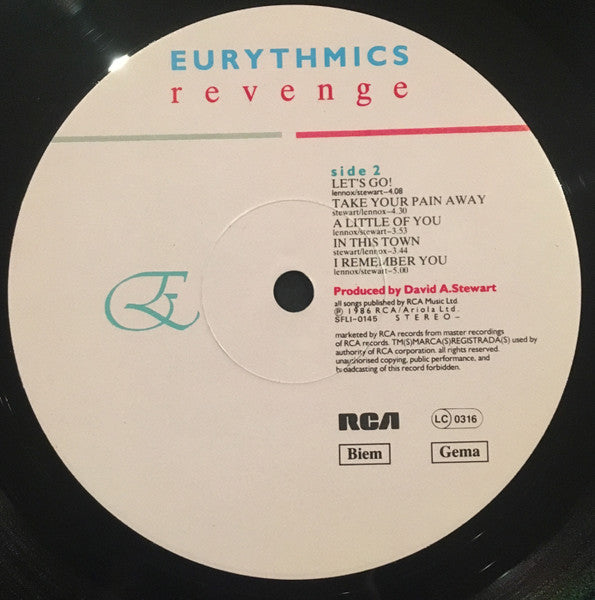 EURYTHMICS
revenge
side 2
LET'S GO!
lennox/stewart–4.08
TAKE YOUR PAIN AWAY
stewart/lennox–4.30
A LITTLE OF YOU
lennox/stewart–3.53
IN THIS TOWN
stewart/lennox–3.44
I REMEMBER YOU
lennox/stewart–5.00
Produced by David A.Stewart
all songs published by RCA Music Ltd.
℗ 1986 RCA/Ariola Ltd.
SFLI–0145 STEREO –
marketed by RCA records from master recordings
of RCA records. TM(S)MARCA(S)REGISTRADA(S) used by
authority of RCA corporation. all rights reserved.
unauthorised copying, public performance, and
broadcasting of this record forbidden.
RCA LC 0316
Biem Gema